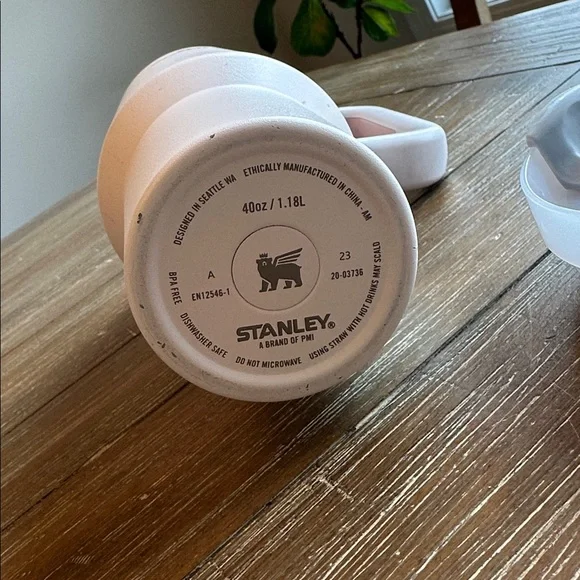 DESIGNED IN SEATTLE WA ETHICALLY MANUFACTURED IN CHINA - AM
40oz / 1.18L
A
EN12546-1
23
20-03736
STANLEY®
A BRAND OF PMI
BPA FREE DISHWASHER SAFE DO NOT MICROWAVE USING STRAW WITH HOT DRINKS MAY SCALD